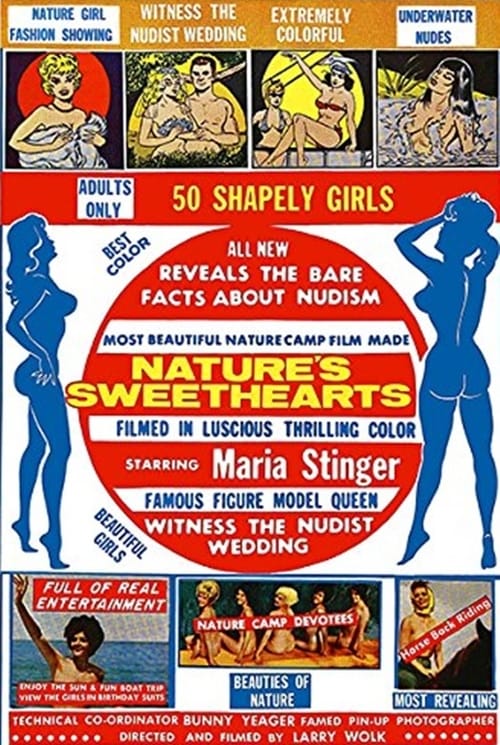 NATURE GIRL
FASHION SHOWING
WITNESS THE
NUDIST WEDDING
EXTREMELY
COLORFUL
UNDERWATER
NUDES
ADULTS
ONLY
50 SHAPELY GIRLS
BEST
COLOR
ALL NEW
REVEALS THE BARE
FACTS ABOUT NUDISM
MOST BEAUTIFUL NATURE CAMP FILM MADE
NATURE'S
SWEETHEARTS
FILMED IN LUSCIOUS THRILLING COLOR
STARRING Maria Stinger
FAMOUS FIGURE MODEL QUEEN
WITNESS THE NUDIST
WEDDING
BEAUTIFUL
GIRLS
FULL OF REAL
ENTERTAINMENT
ENJOY THE SUN & FUN BOAT TRIP
VIEW THE GIRLS IN BIRTHDAY SUITS
NATURE CAMP DEVOTEES
BEAUTIES OF
NATURE
Horse Back Riding
MOST REVEALING
TECHNICAL CO-ORDINATOR BUNNY YEAGER FAMED PIN-UP PHOTOGRAPHER
DIRECTED AND FILMED BY LARRY WOLK